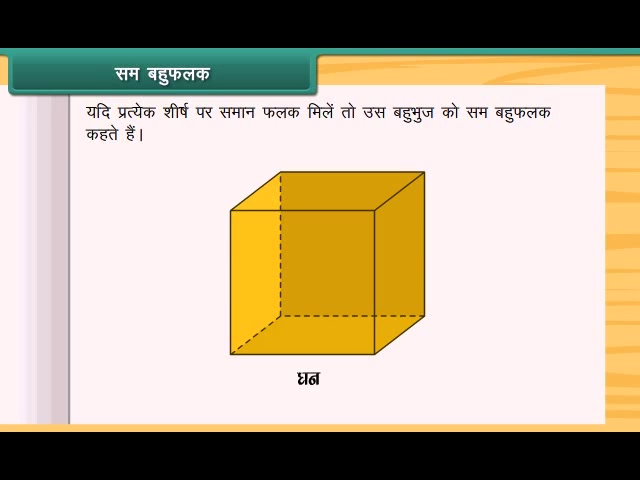 सम बहुफलक
यदि प्रत्येक शीर्ष पर समान फलक मिलें तो उस बहुभुज को सम बहुफलक
कहते हैं।
घन